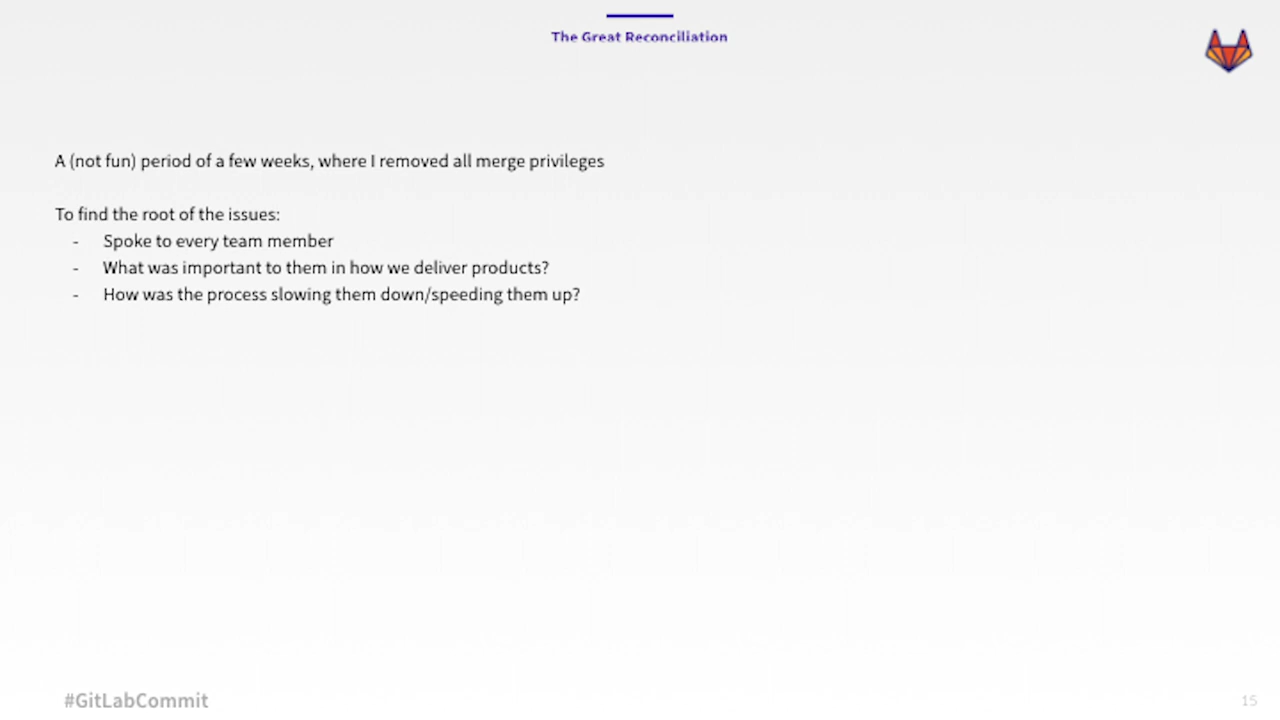 The Great Reconciliation
A (not fun) period of a few weeks, where I removed all merge privileges
To find the root of the issues:
- Spoke to every team member
- What was important to them in how we deliver products?
- How was the process slowing them down/speeding them up?
#GitLabCommit
15